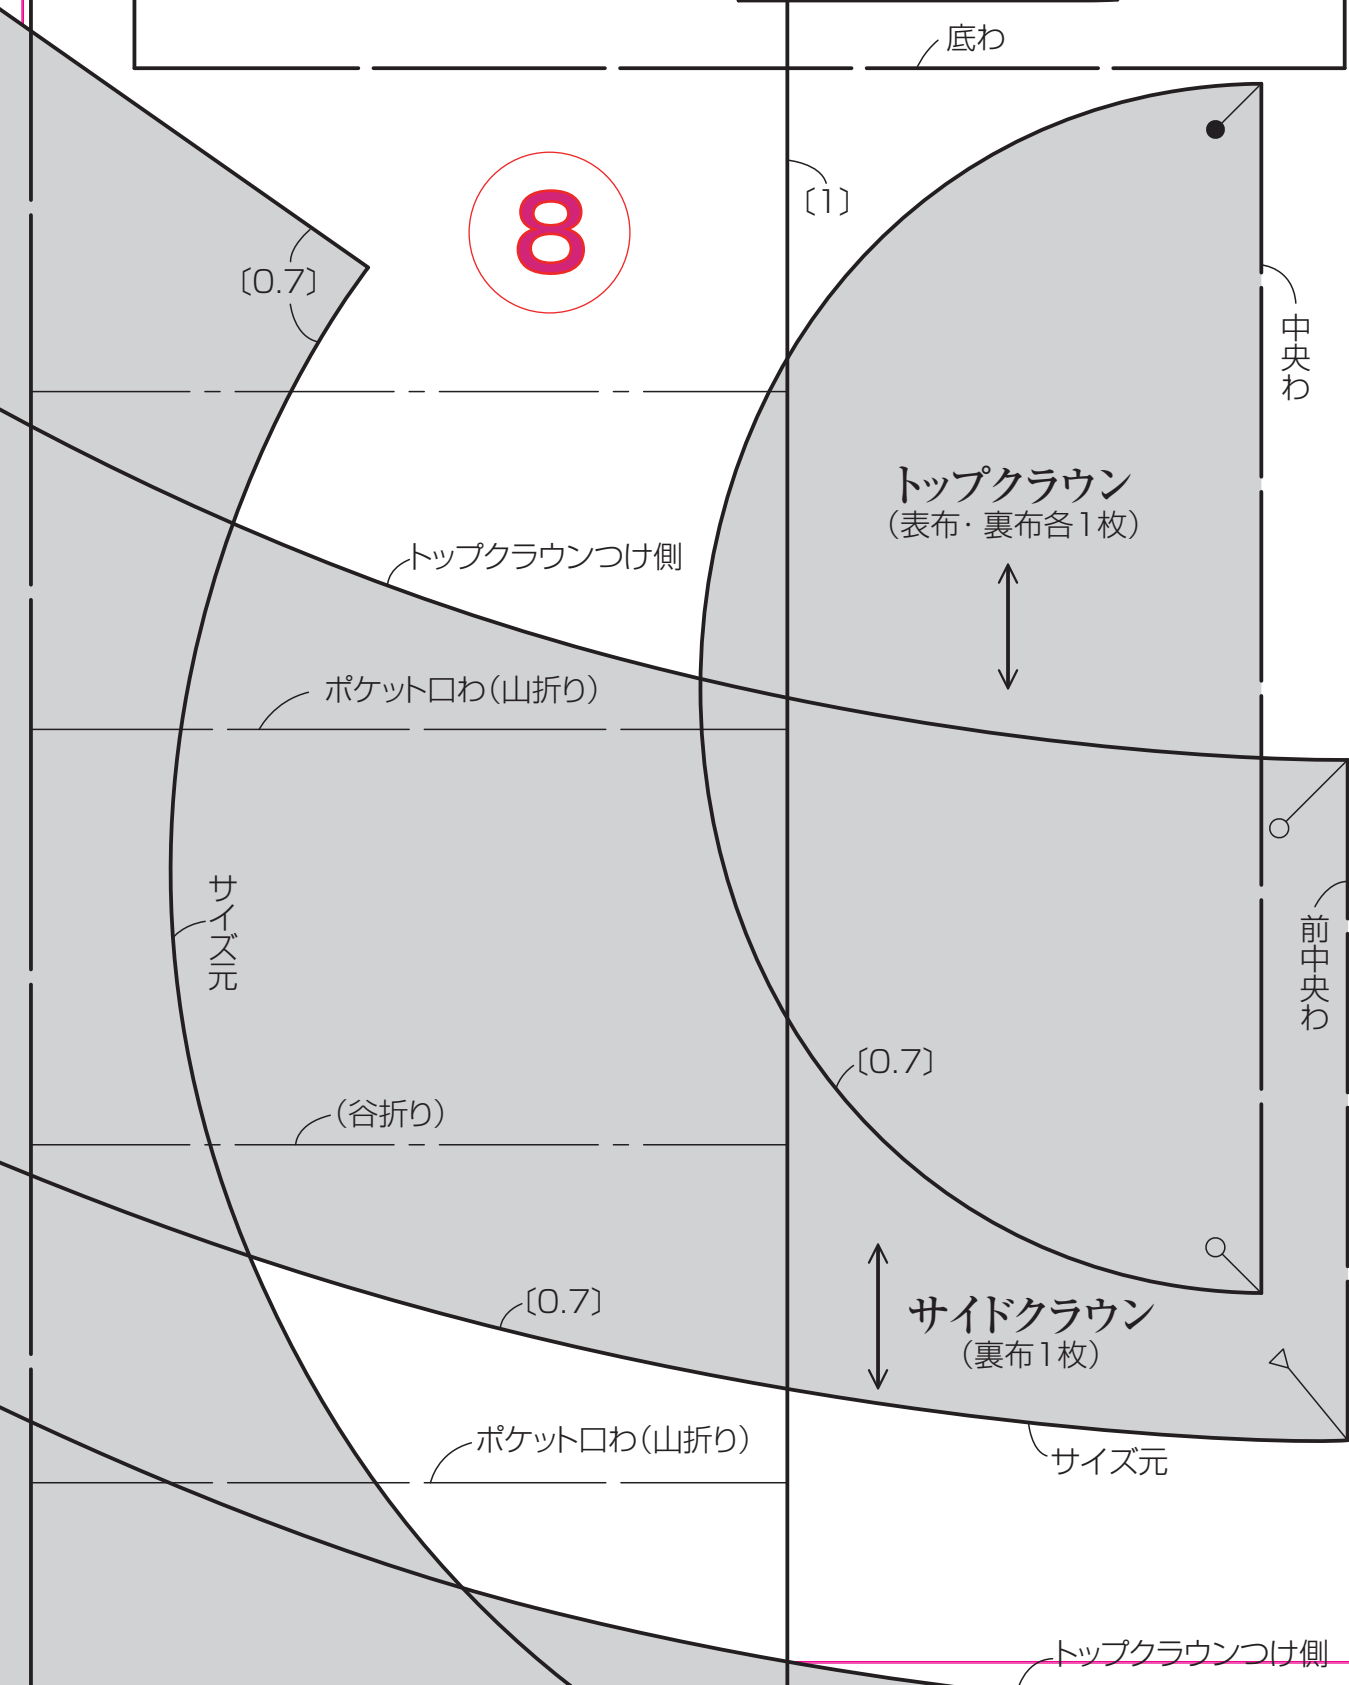 底わ
8
〔1〕
〔0.7〕
中央わ
トップクラウン
（表布・裏布各1枚）
トップクラウンつけ側
ポケット口わ（山折り）
サイズ元
前中央わ
〔0.7〕
（谷折り）
〔0.7〕
サイドクラウン
（裏布1枚）
ポケット口わ（山折り）
サイズ元
トップクラウンつけ側